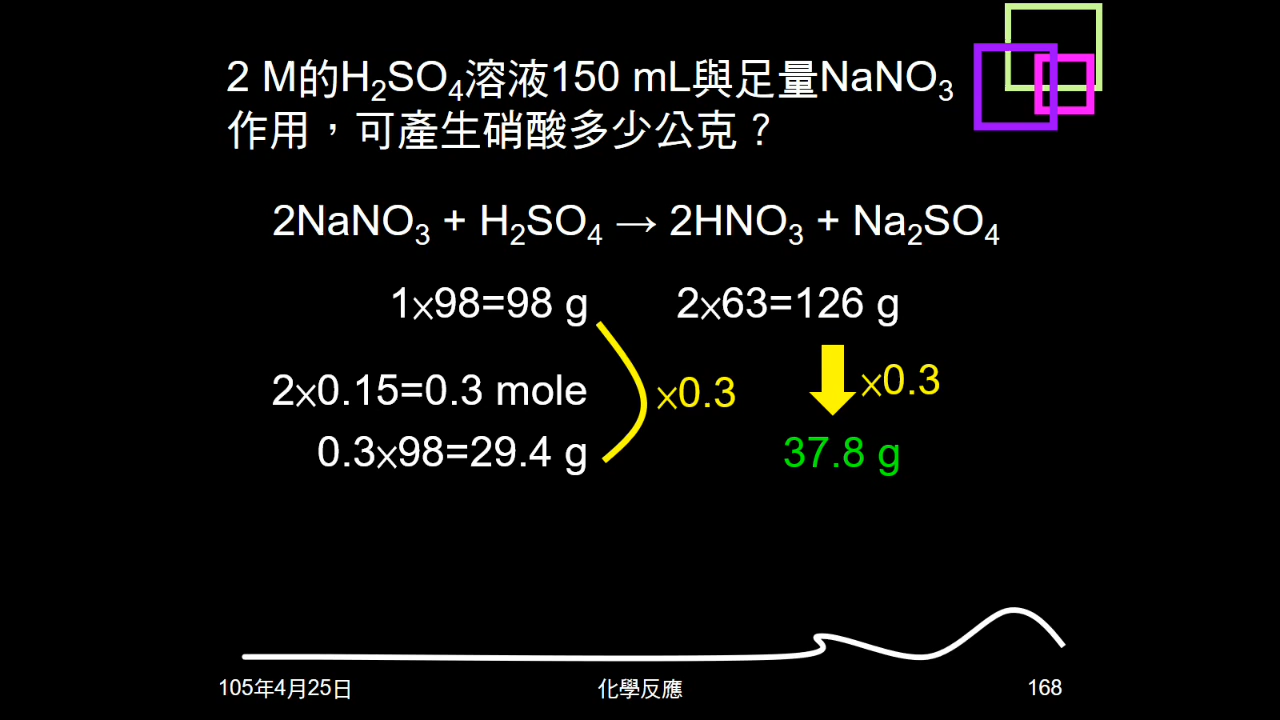 2 M的H₂SO₄溶液150 mL與足量NaNO₃
作用，可產生硝酸多少公克？
2NaNO₃ + H₂SO₄ → 2HNO₃ + Na₂SO₄
1×98=98 g 2×63=126 g
2×0.15=0.3 mole ×0.3 ×0.3
0.3×98=29.4 g 37.8 g
105年4月25日 化學反應 168